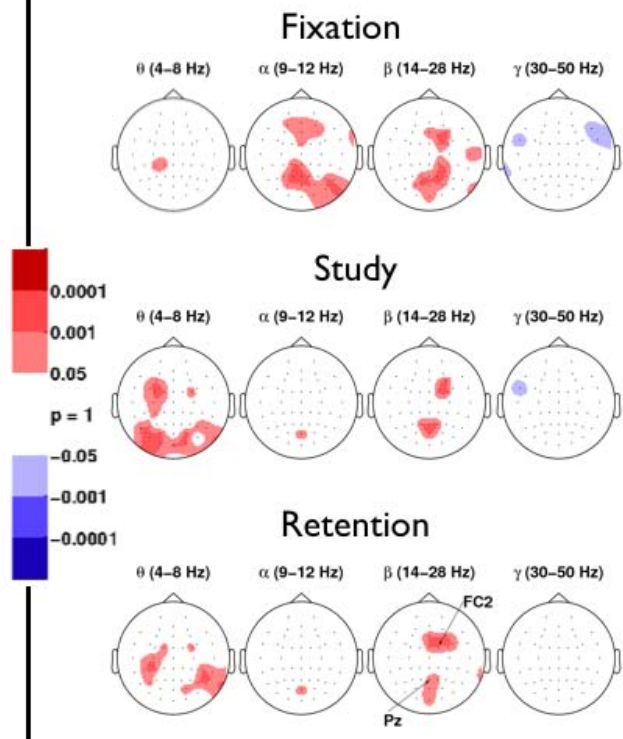 Fixation
θ (4–8 Hz) α (9–12 Hz) β (14–28 Hz) γ (30–50 Hz)
Study
θ (4–8 Hz) α (9–12 Hz) β (14–28 Hz) γ (30–50 Hz)
0.0001
0.001
0.05
p = 1
−0.05
−0.001
−0.0001
Retention
θ (4–8 Hz) α (9–12 Hz) β (14–28 Hz) γ (30–50 Hz)
FC2
Pz